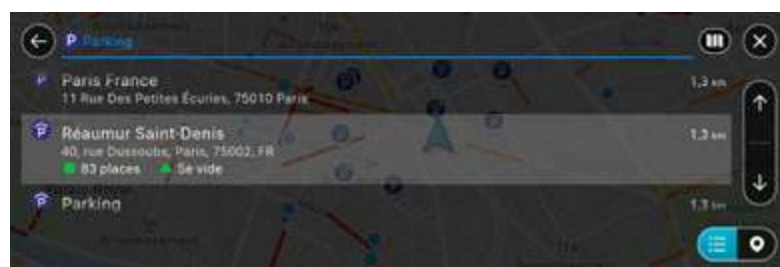 P Parking
P Paris France 1,3 km
11 Rue Des Petites Écuries, 75010 Paris
P Réaumur Saint-Denis 1,3 km
40, rue Dussoubs, Paris, 75002, FR
83 places Se vide
P Parking 1,3 km